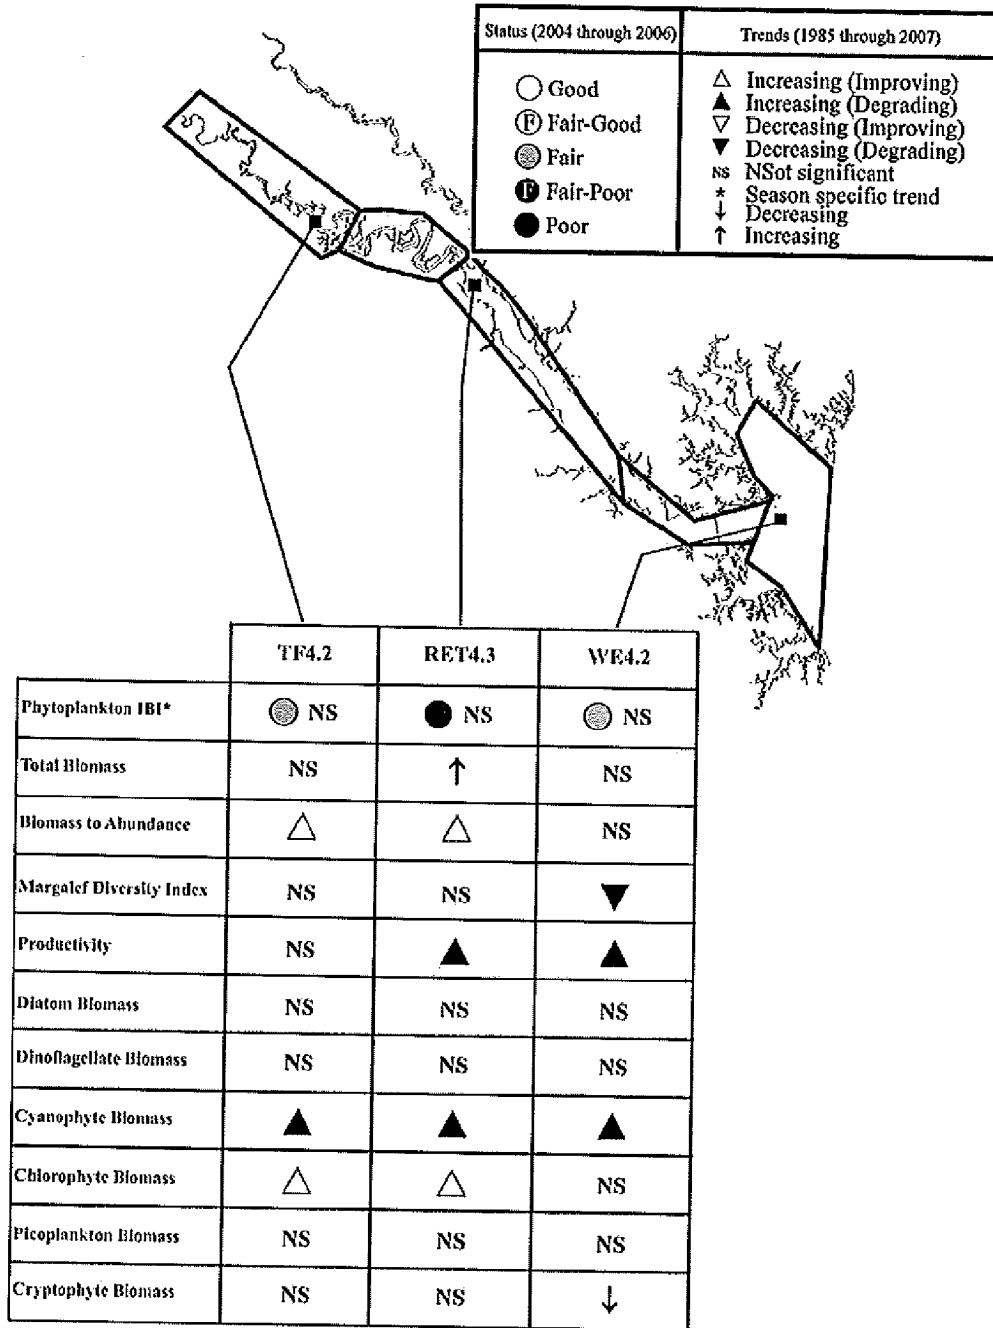 Status (2004 through 2006) Trends (1985 through 2007)
Good
F Fair-Good
Fair
F Fair-Poor
Poor
△ Increasing (Improving)
▲ Increasing (Degrading)
▽ Decreasing (Improving)
▼ Decreasing (Degrading)
NS NSot significant
* Season specific trend
↓ Decreasing
↑ Increasing
TF4.2 RET4.3 WE4.2
Phytoplankton IBI* NS NS NS
Total Biomass NS ↑ NS
Biomass to Abundance △ △ NS
Margalef Diversity Index NS NS ▼
Productivity NS ▲ ▲
Diatom Biomass NS NS NS
Dinoflagellate Biomass NS NS NS
Cyanophyte Biomass ▲ ▲ ▲
Chlorophyte Biomass △ △ NS
Picoplankton Biomass NS NS NS
Cryptophyte Biomass NS NS ↓